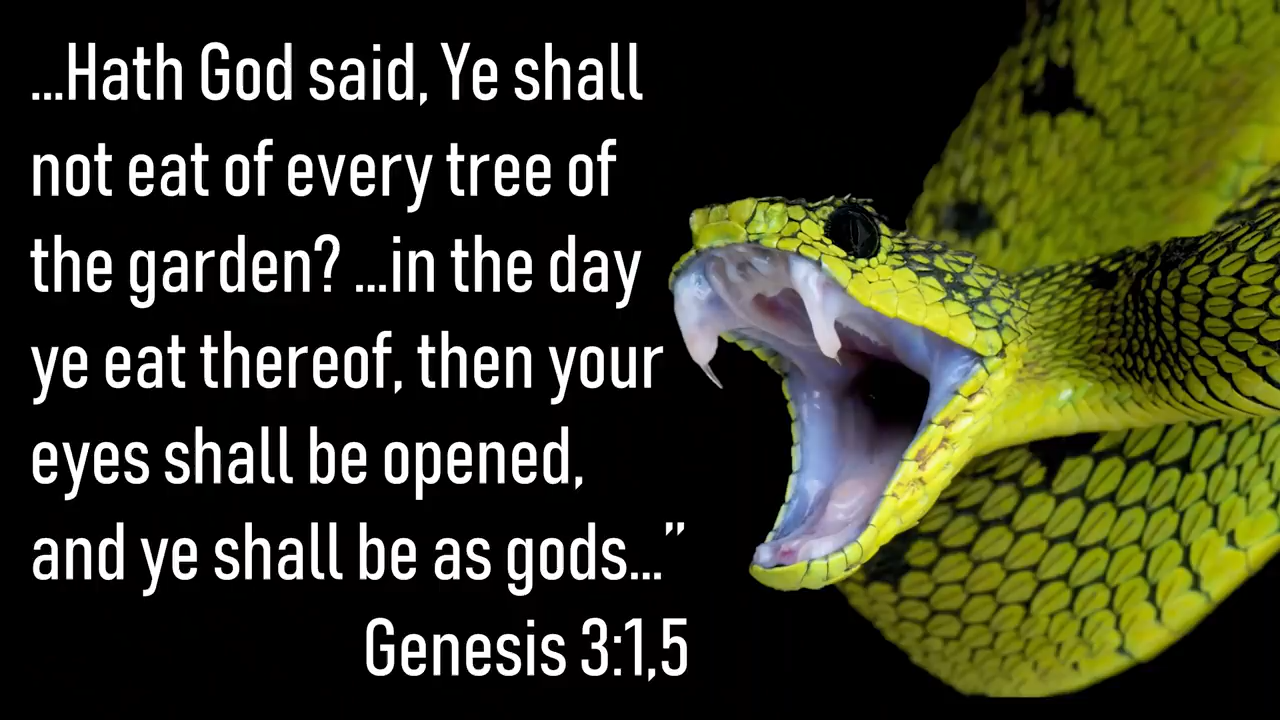 ...Hath God said, Ye shall
not eat of every tree of
the garden? ...in the day
ye eat thereof, then your
eyes shall be opened,
and ye shall be as gods...”
Genesis 3:1,5